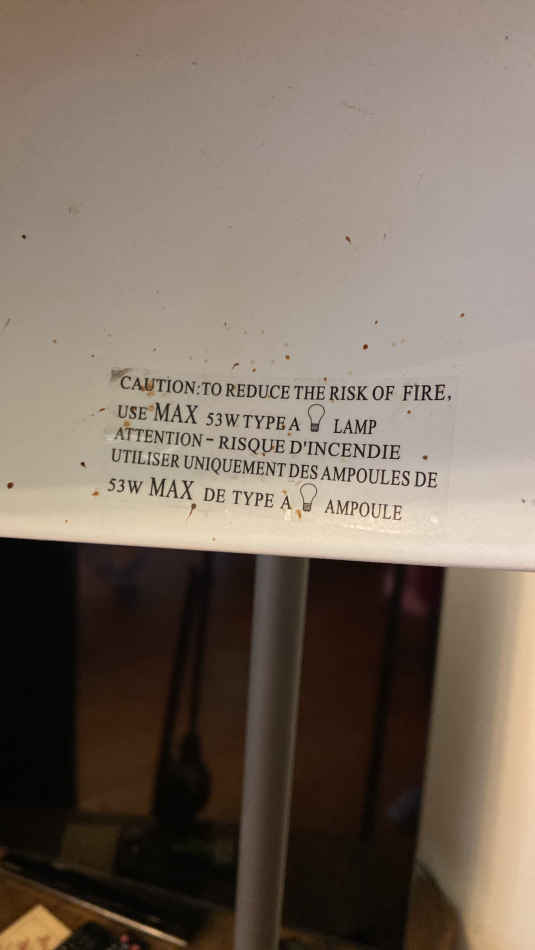 CAUTION: TO REDUCE THE RISK OF FIRE,
USE MAX 53W TYPE A LAMP
ATTENTION - RISQUE D'INCENDIE
UTILISER UNIQUEMENT DES AMPOULES DE
53W MAX DE TYPE A AMPOULE